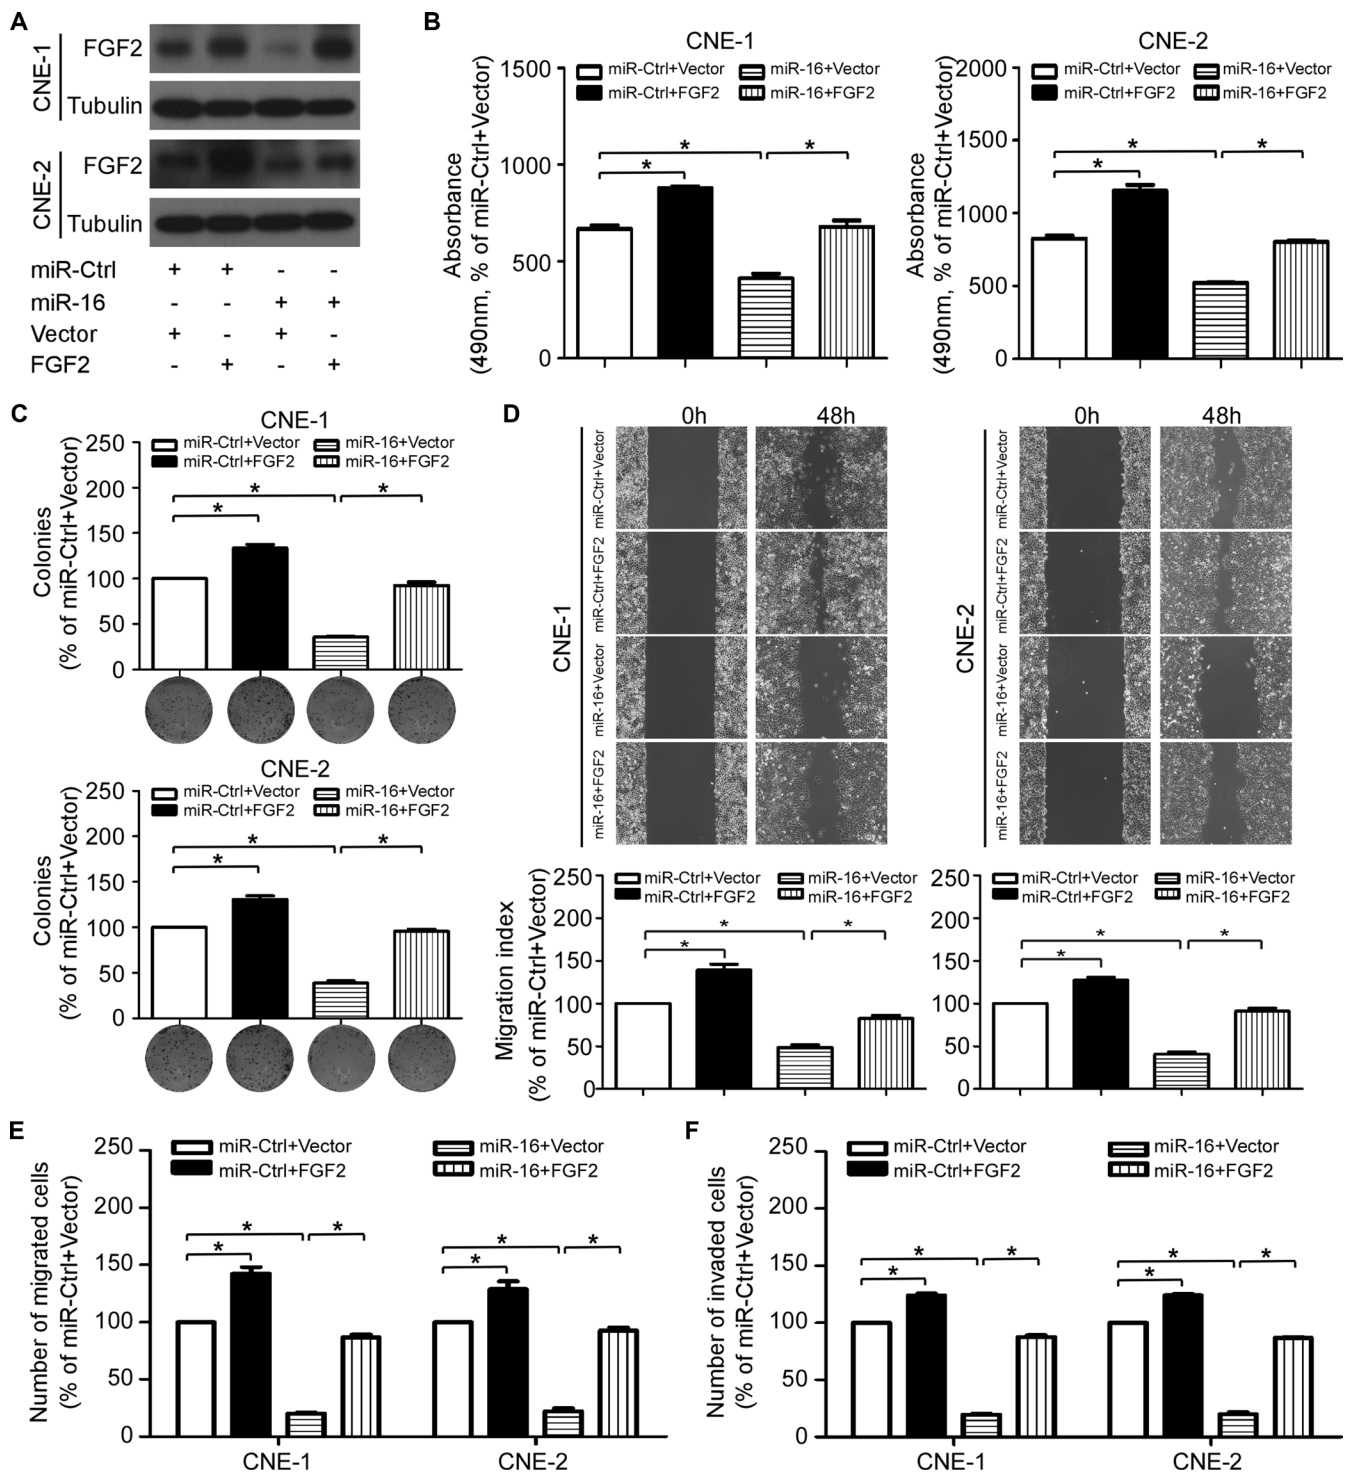 A
CNE-1
FGF2
Tubulin
CNE-2
FGF2
Tubulin
miR-Ctrl + + - -
miR-16 - - + +
Vector + - + -
FGF2 - + - +
B
CNE-1
miR-Ctrl+Vector miR-16+Vector
miR-Ctrl+FGF2 miR-16+FGF2
Absorbance
(490nm, % of miR-Ctrl+Vector)
1500
1000
500
0
* * *
CNE-2
miR-Ctrl+Vector miR-16+Vector
miR-Ctrl+FGF2 miR-16+FGF2
Absorbance
(490nm, % of miR-Ctrl+Vector)
2000
1500
1000
500
0
* * *
C
CNE-1
miR-Ctrl+Vector miR-16+Vector
miR-Ctrl+FGF2 miR-16+FGF2
Colonies
(% of miR-Ctrl+Vector)
250
200
150
100
50
0
* * *
CNE-2
miR-Ctrl+Vector miR-16+Vector
miR-Ctrl+FGF2 miR-16+FGF2
Colonies
(% of miR-Ctrl+Vector)
250
200
150
100
50
0
* * *
D
0h 48h
CNE-1
miR-Ctrl+Vector
miR-Ctrl+FGF2
miR-16+Vector
miR-16+FGF2
0h 48h
CNE-2
miR-Ctrl+Vector
miR-Ctrl+FGF2
miR-16+Vector
miR-16+FGF2
miR-Ctrl+Vector miR-16+Vector
miR-Ctrl+FGF2 miR-16+FGF2
Migration index
(% of miR-Ctrl+Vector)
250
200
150
100
50
0
* * *
miR-Ctrl+Vector miR-16+Vector
miR-Ctrl+FGF2 miR-16+FGF2
250
200
150
100
50
0
* * *
E
miR-Ctrl+Vector miR-16+Vector
miR-Ctrl+FGF2 miR-16+FGF2
Number of migrated cells
(% of miR-Ctrl+Vector)
250
200
150
100
50
0
* * *
* * *
CNE-1 CNE-2
F
miR-Ctrl+Vector miR-16+Vector
miR-Ctrl+FGF2 miR-16+FGF2
Number of invaded cells
(% of miR-Ctrl+Vector)
250
200
150
100
50
0
* * *
* * *
CNE-1 CNE-2